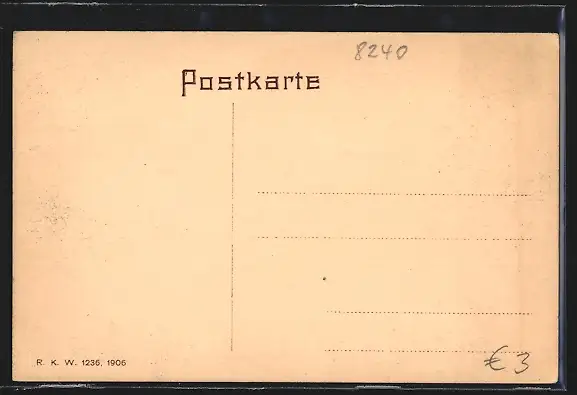 8240
Postkarte
R. K. W. 1236, 1906
€ 3